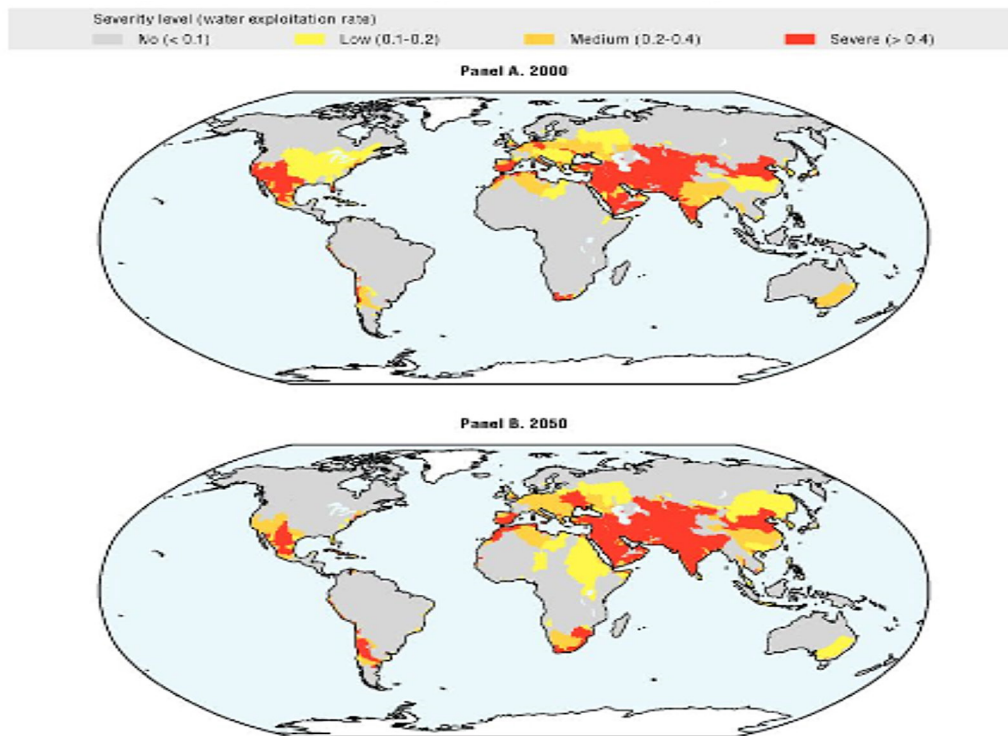 Severity level (water exploitation rate)
No (< 0.1) Low (0.1-0.2) Medium (0.2-0.4) Severe (> 0.4)
Panel A. 2000
Panel B. 2050